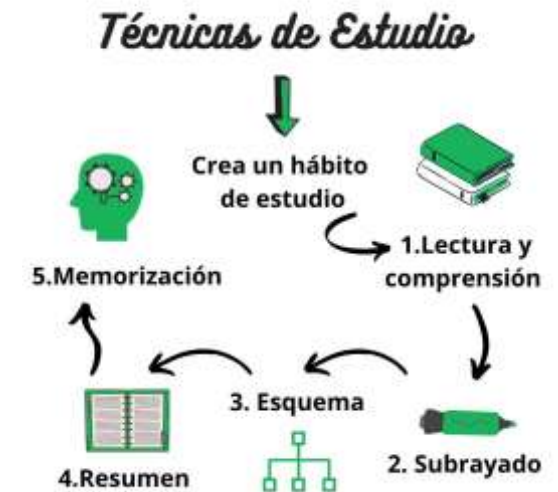 Técnicas de Estudio
Crea un hábito
de estudio
1.Lectura y
comprensión
2. Subrayado
3. Esquema
4.Resumen
5.Memorización